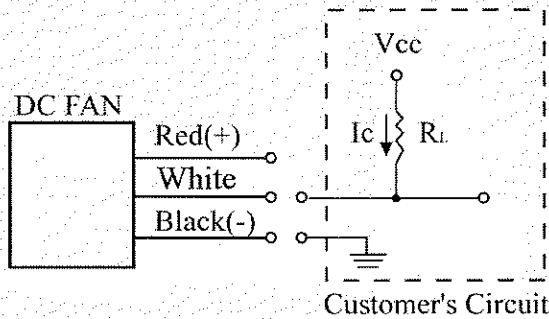 Vcc
DC FAN
Ic
RL
Red(+)
White
Black(-)
Customer's Circuit